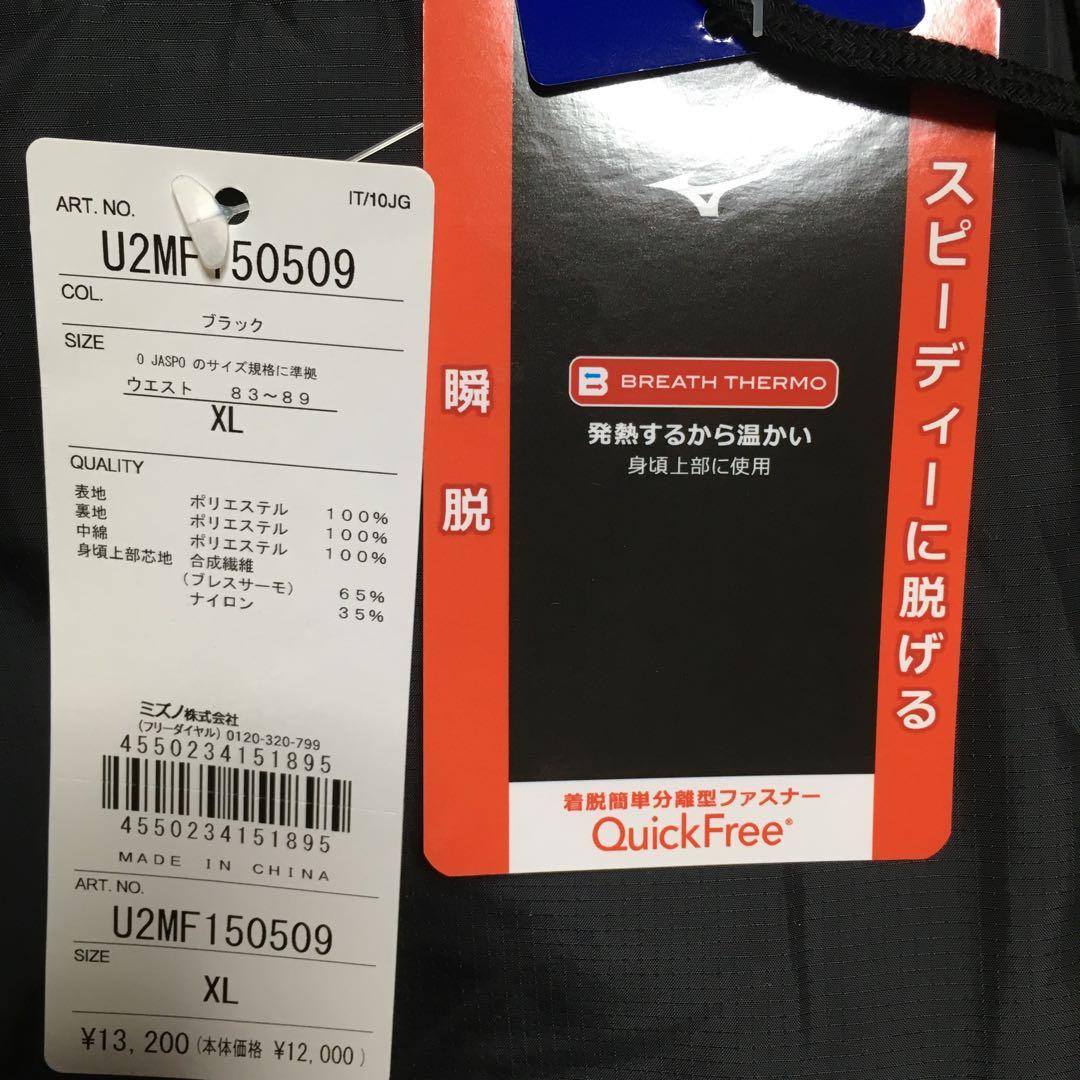 ART. NO.
IT/10JG
U2MF150509
COL.
ブラック
SIZE
O JASPO のサイズ規格に準拠
ウエスト 83～89
XL
QUALITY
表地 ポリエステル 100%
裏地 ポリエステル 100%
中綿 ポリエステル 100%
身頃上部芯地 合成繊維
(ブレスサーモ) 65%
ナイロン 35%
ミズノ株式会社
(フリーダイヤル) 0120-320-799
4550234151895
4550234151895
MADE IN CHINA
ART. NO.
U2MF150509
SIZE
XL
¥13,200 (本体価格 ¥12,000)
瞬脱
B BREATH THERMO
発熱するから温かい
身頃上部に使用
スピーディーに脱げる
着脱簡単分離型ファスナー
QuickFree®